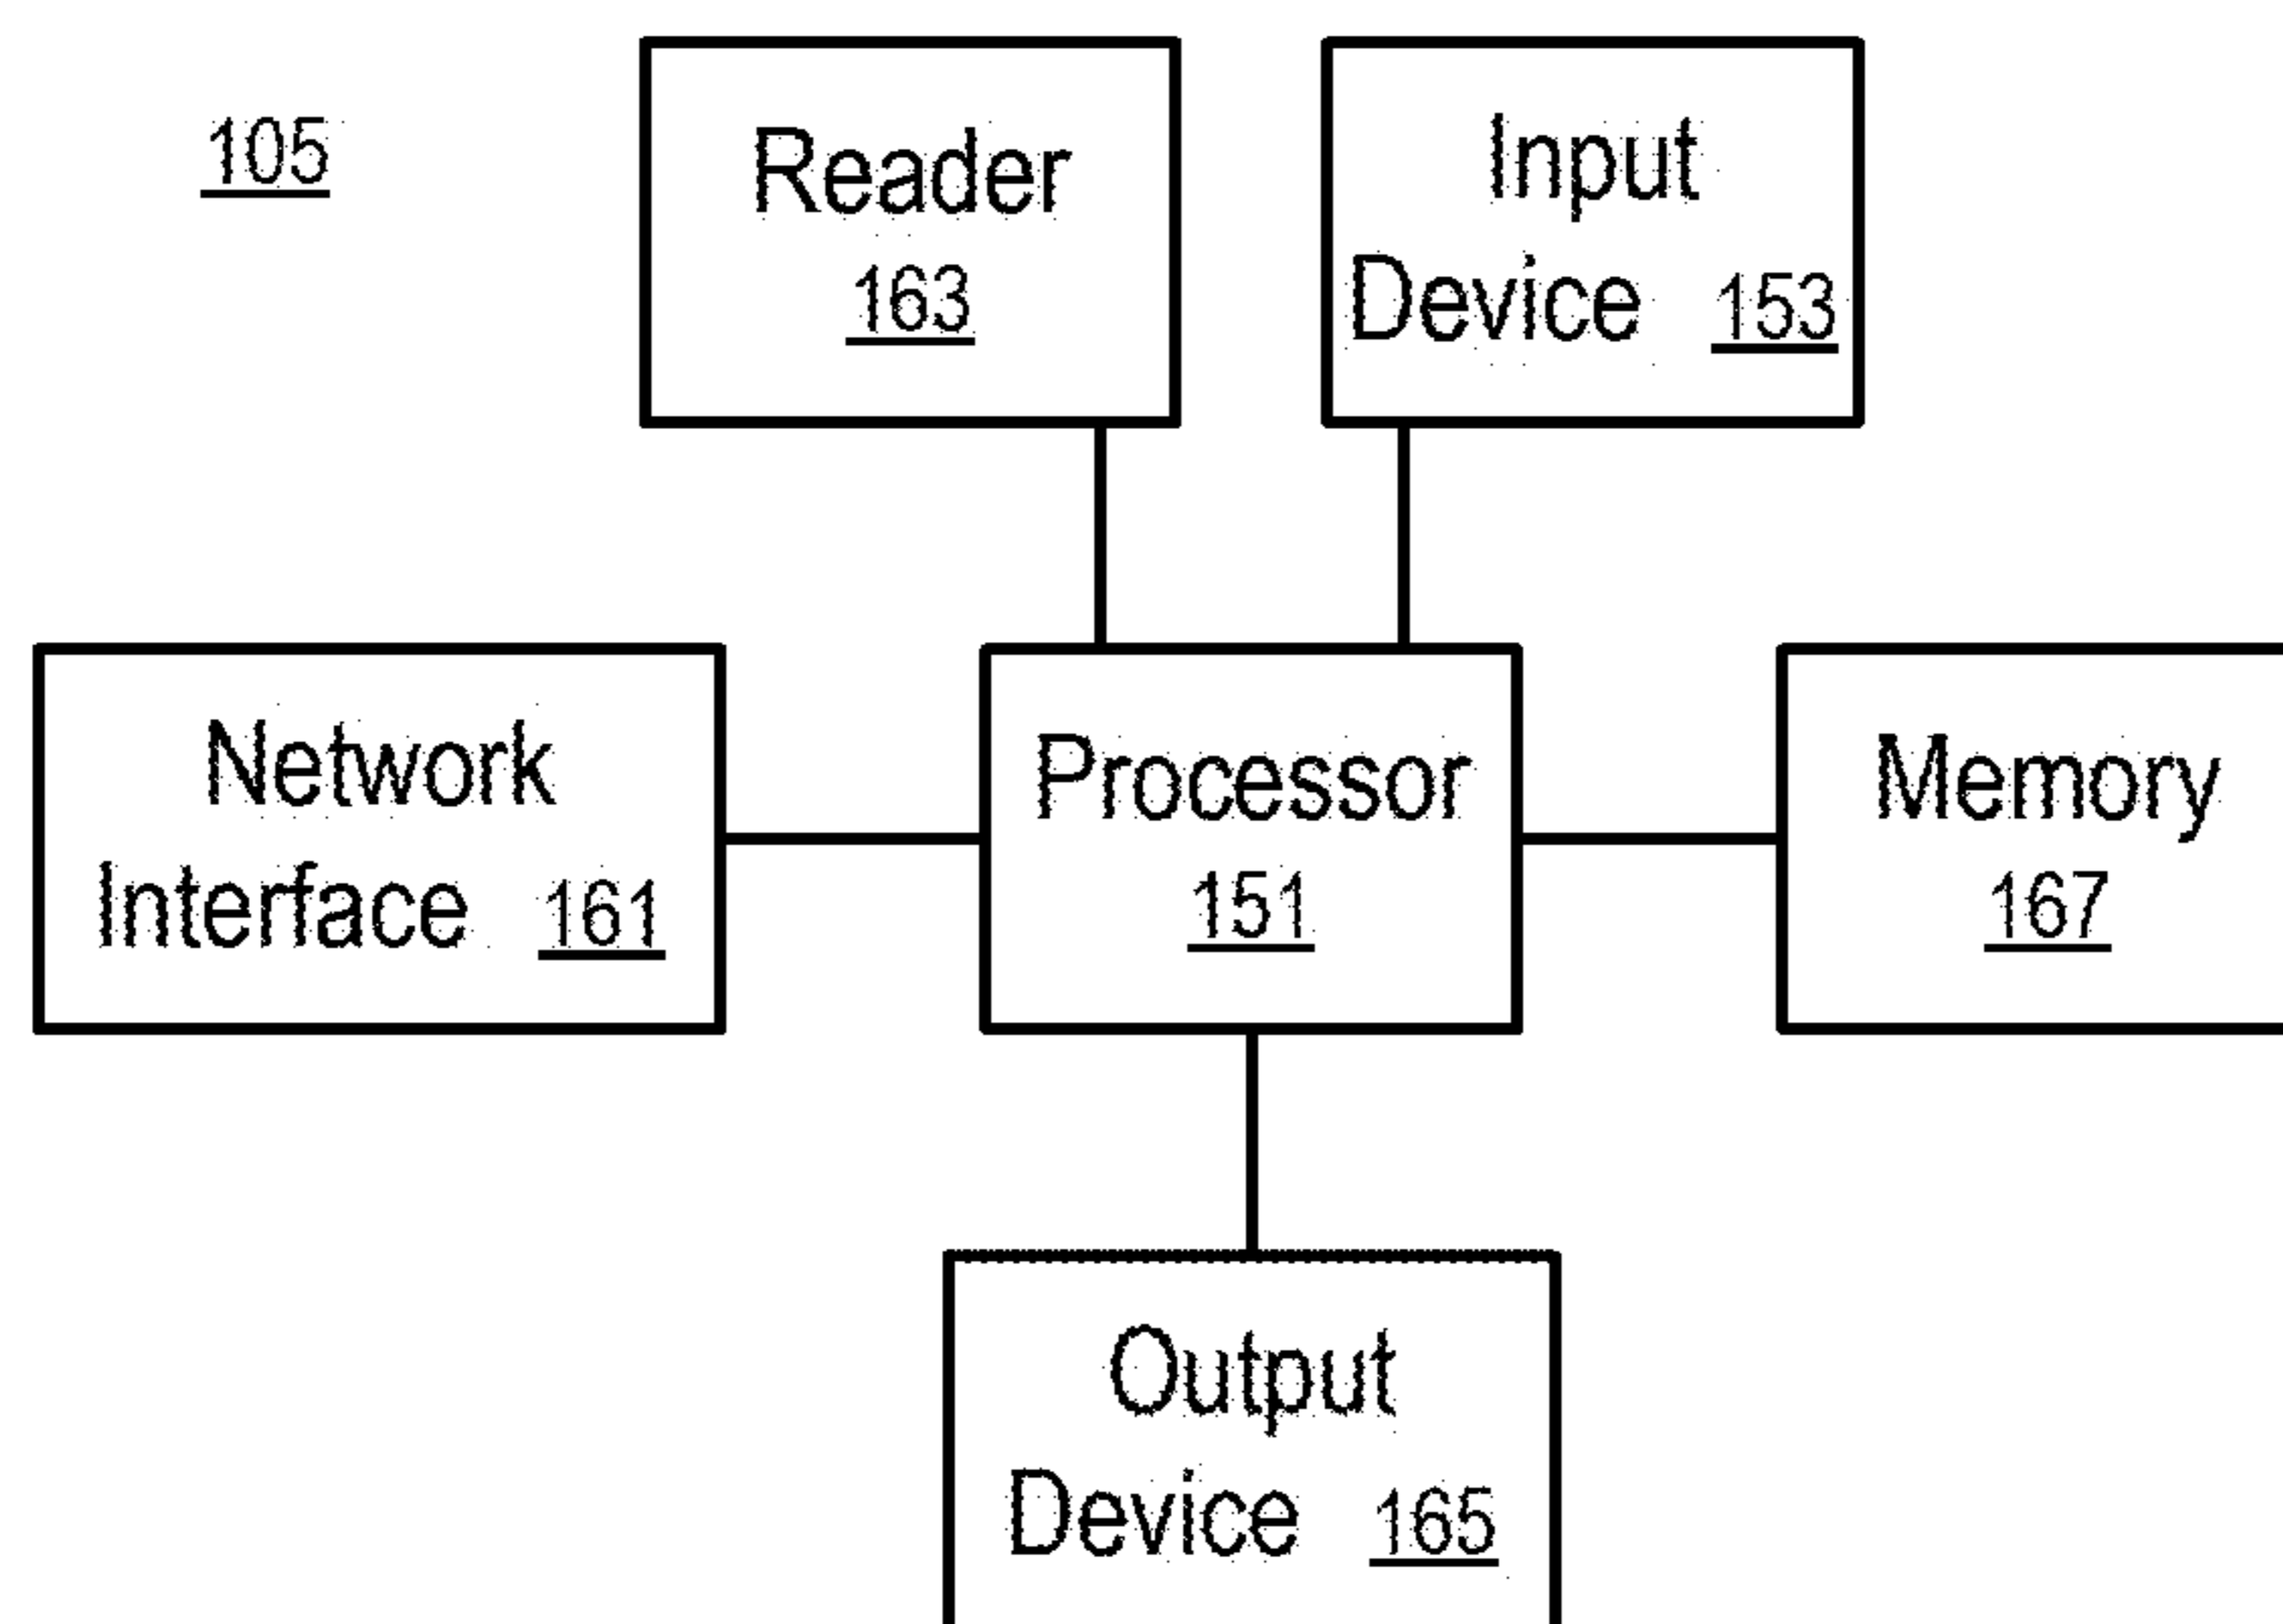 105
Reader
163
Input
Device 153
Network
Interface 161
Processor
151
Memory
167
Output
Device 165